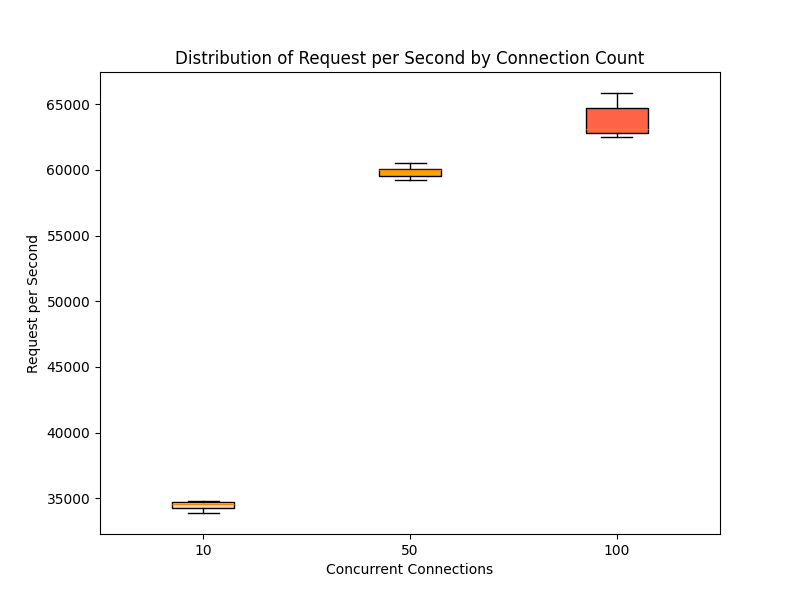 Distribution of Request per Second by Connection Count
65000
60000
55000
50000
45000
40000
35000
Request per Second
10 50 100
Concurrent Connections